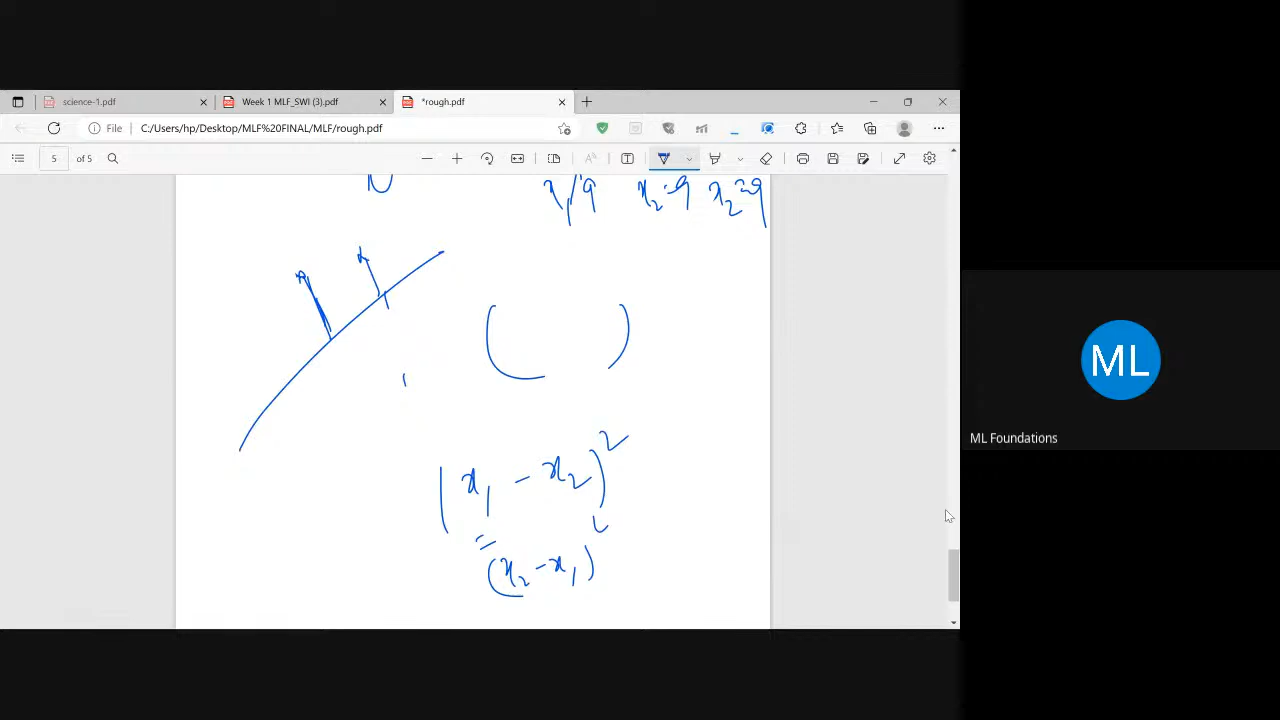 science-1.pdf
Week 1 MLF_SWI (3).pdf
*rough.pdf
File C:/Users/hp/Desktop/MLF%20FINAL/MLF/rough.pdf
5 of 5
(x₁ - x₂)²
= (x₂ - x₁)²
ML
ML Foundations